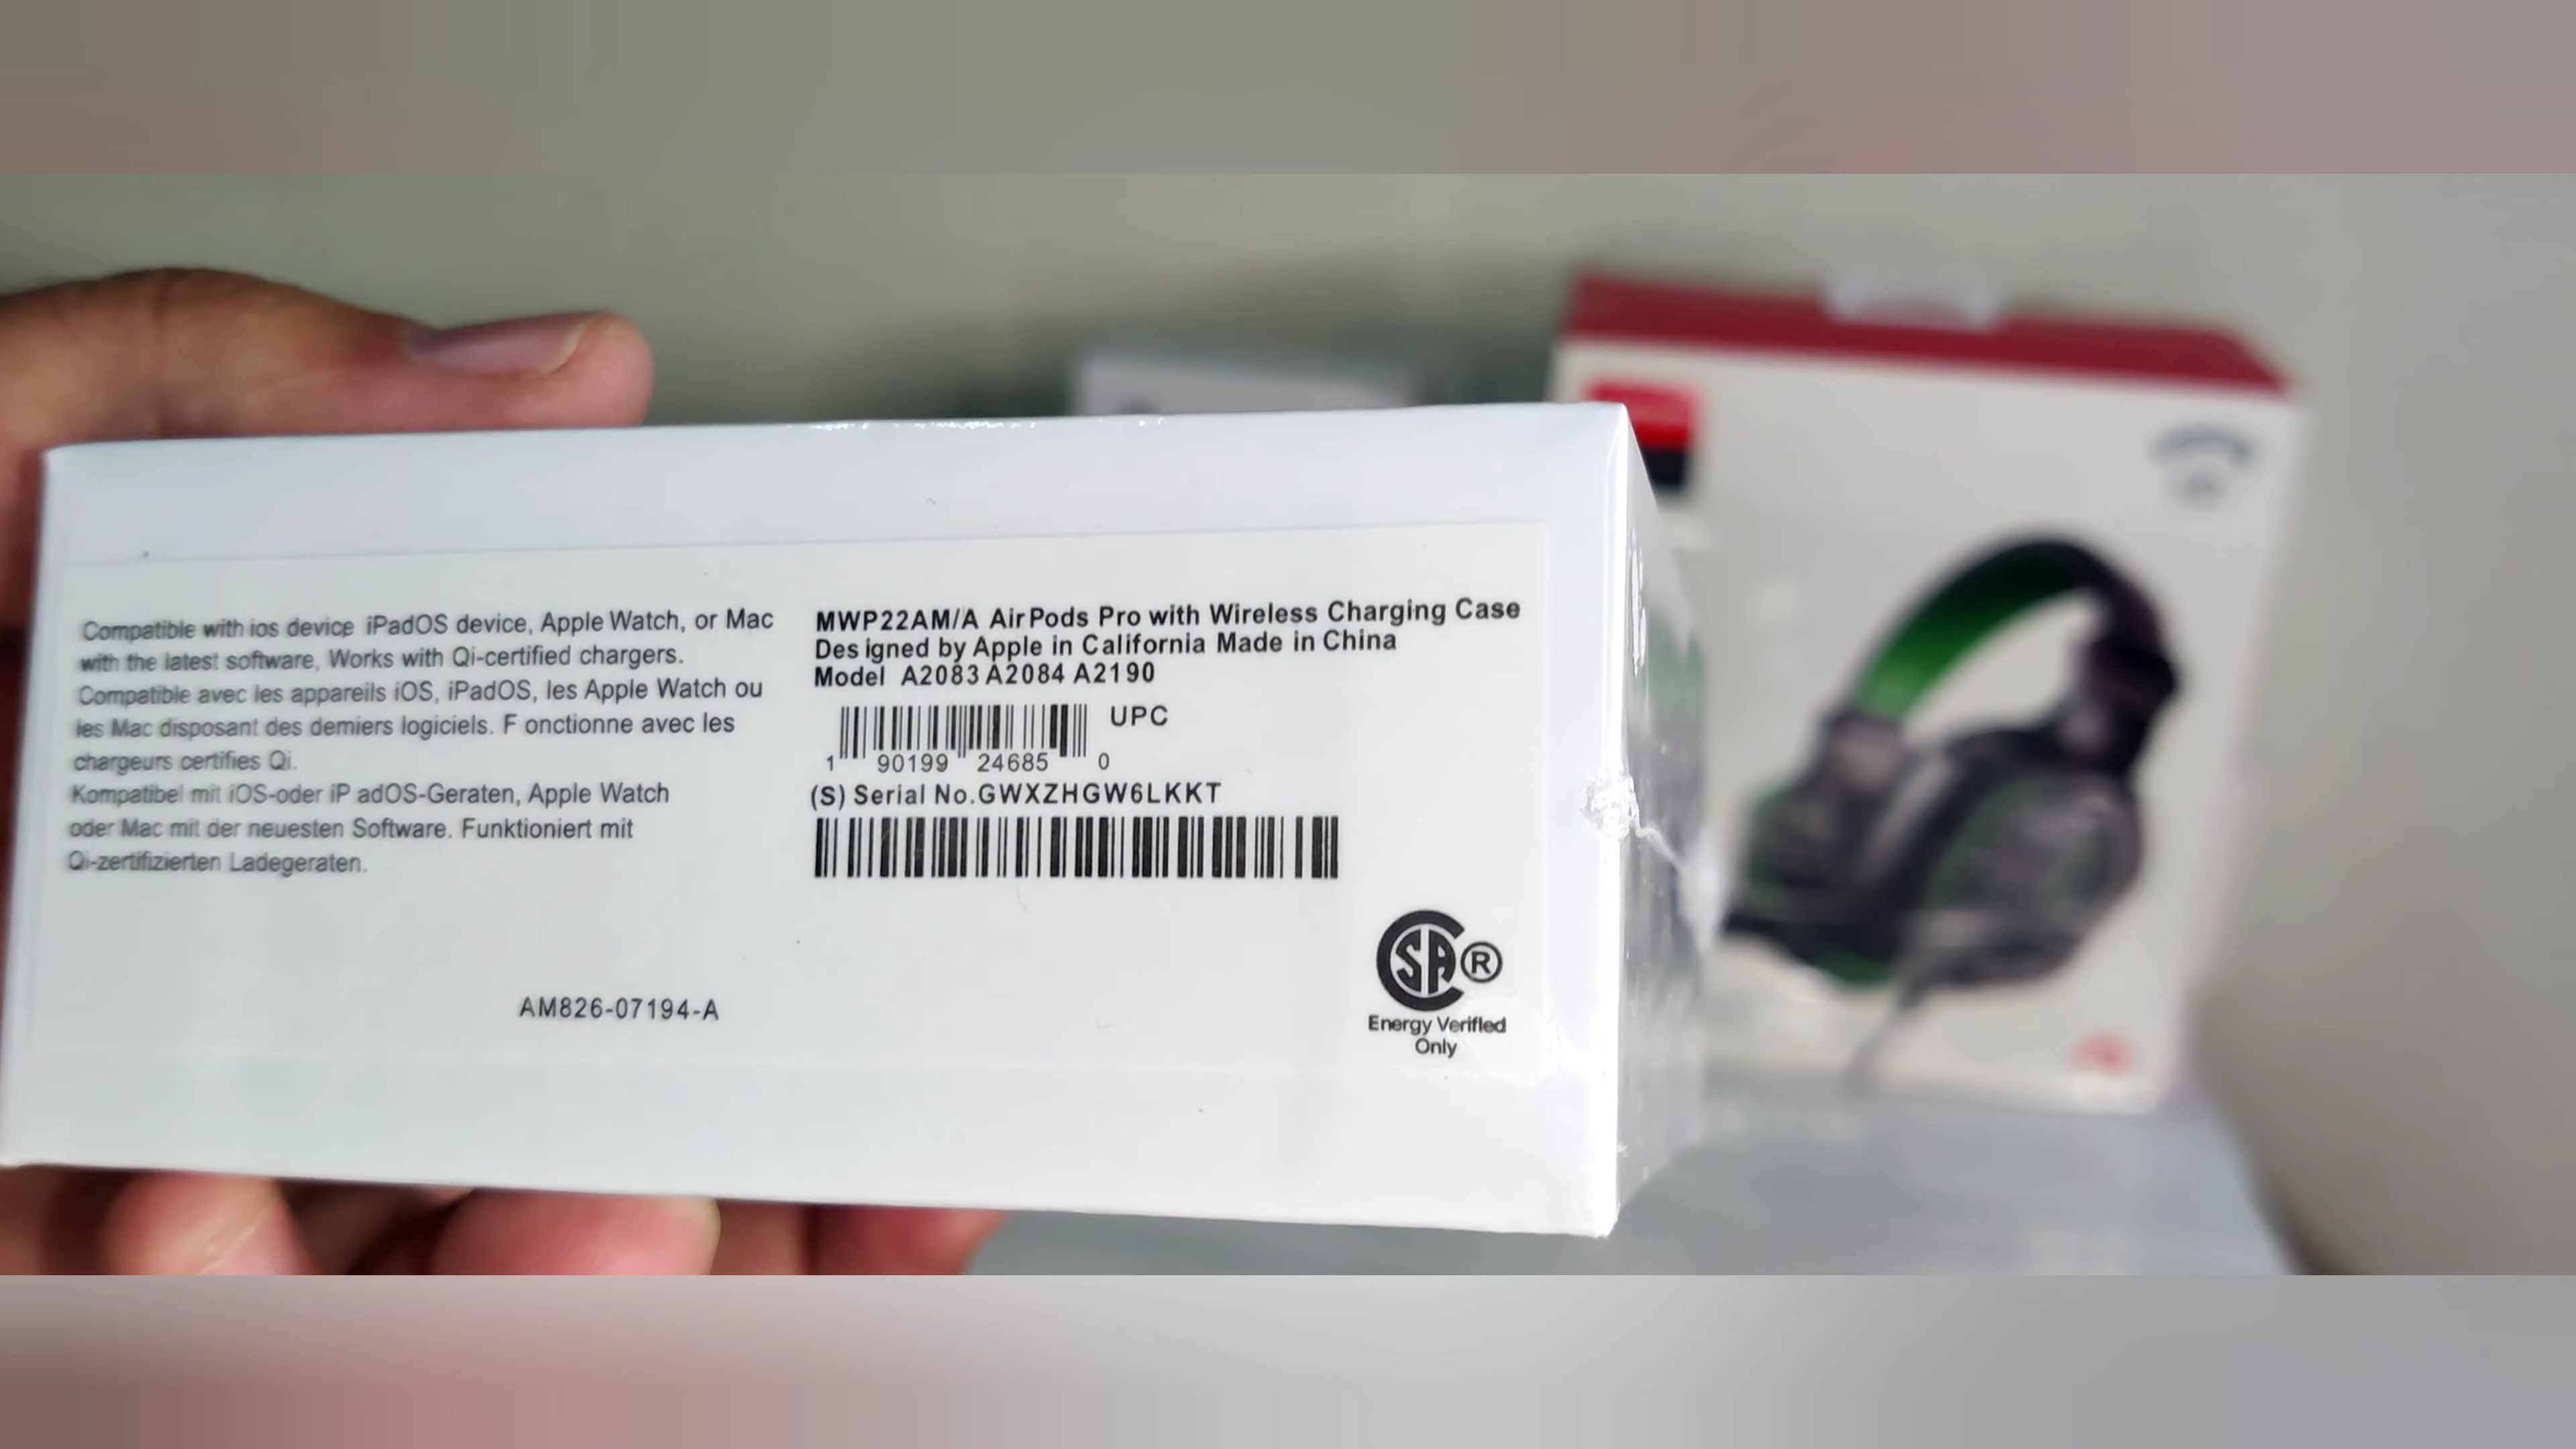 Compatible with ios device iPadOS device, Apple Watch, or Mac
with the latest software, Works with Qi-certified chargers.
Compatible avec les appareils iOS, iPadOS, les Apple Watch ou
les Mac disposant des demiers logiciels. F onctionne avec les
chargeurs certifies Qi.
Kompatibel mit iOS-oder iP adOS-Geraten, Apple Watch
oder Mac mit der neuesten Software. Funktioniert mit
Qi-zertifizierten Ladegeraten.
AM826-07194-A
MWP22AM/A AirPods Pro with Wireless Charging Case
Des igned by Apple in California Made in China
Model A2083 A2084 A2190
UPC
1 90199 24685 0
(S) Serial No.GWXZHGW6LKKT
CSA ®
Energy Verified
Only